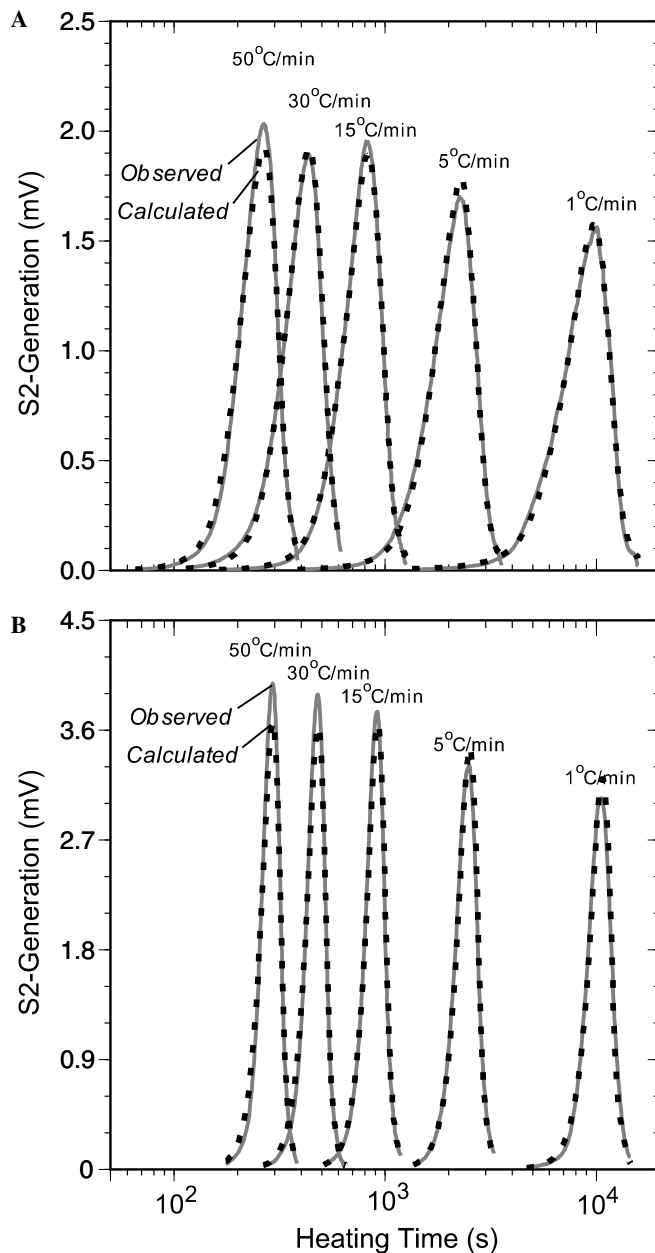 A
2.5
50°C/min
30°C/min
2.0
15°C/min
Observed
5°C/min
Calculated
1°C/min
1.5
S2-Generation (mV)
1.0
0.5
0.0
B
4.5
50°C/min
30°C/min
15°C/min
Observed
3.6
5°C/min
Calculated
1°C/min
2.7
S2-Generation (mV)
1.8
0.9
0
10² 10³ 10⁴
Heating Time (s)